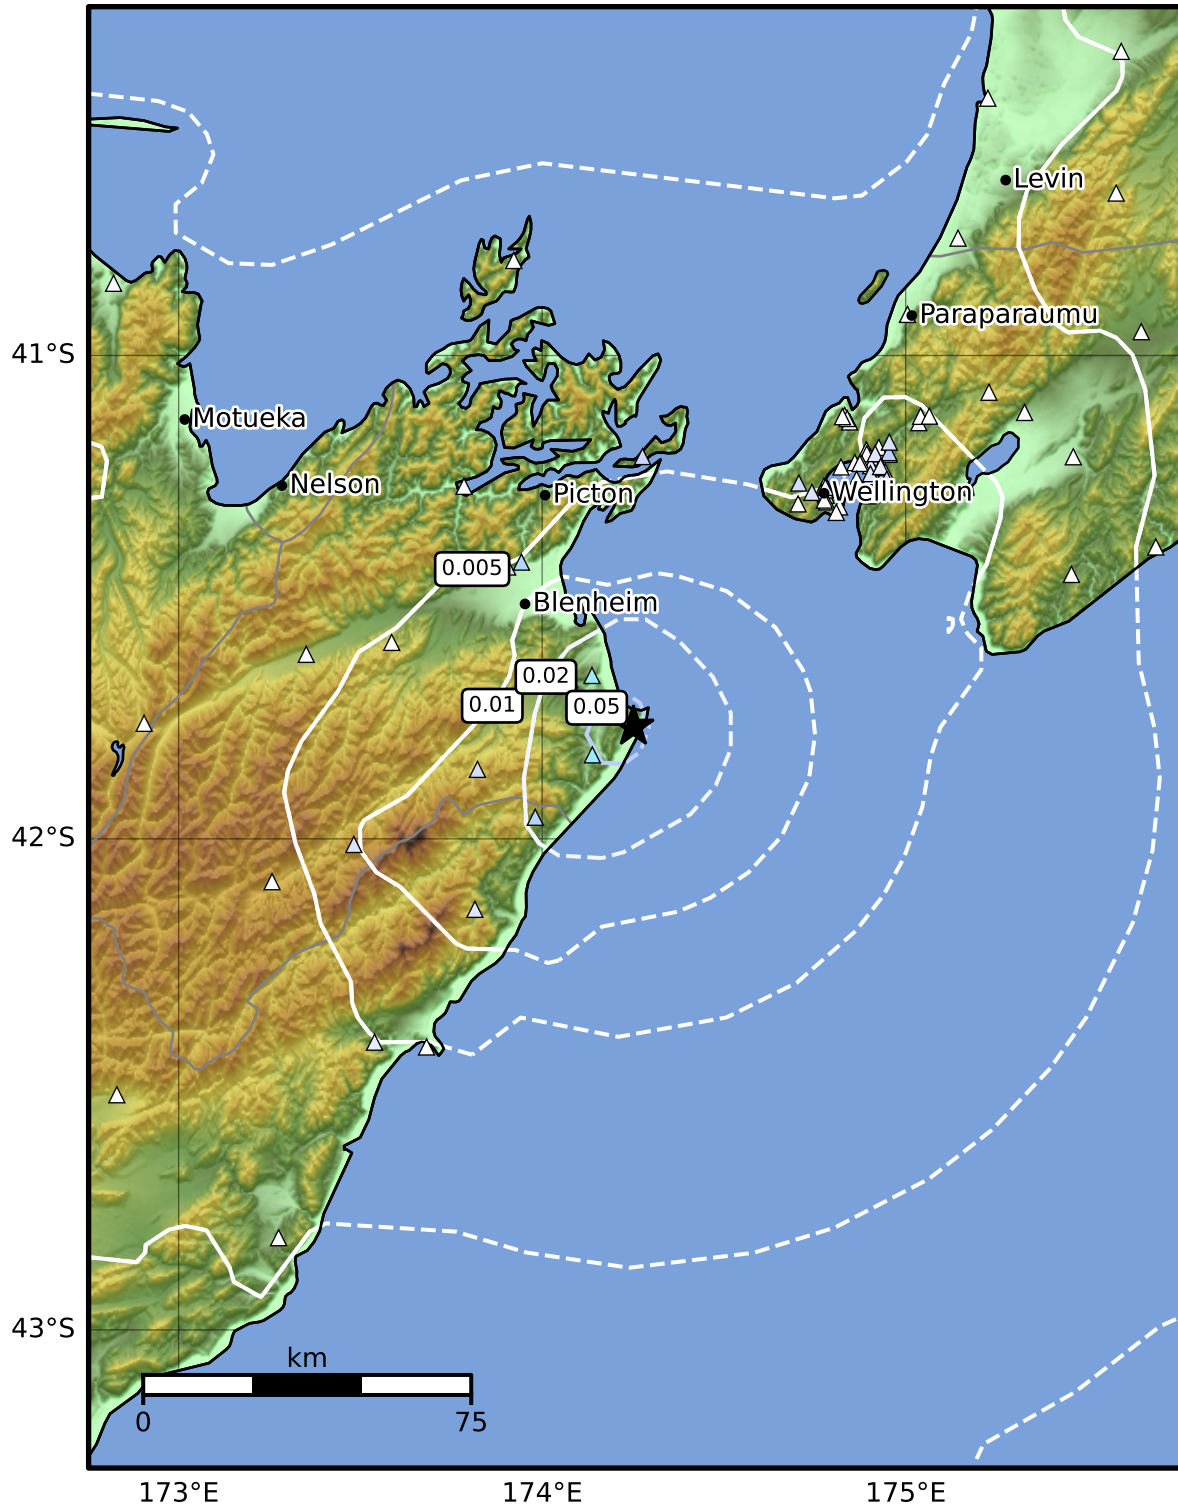 Levin
Paraparaumu
41°S
Motueka
Nelson
Picton
Wellington
0.005
Blenheim
0.02
0.01
0.05
42°S
43°S
km
0
75
173°E
174°E
175°E